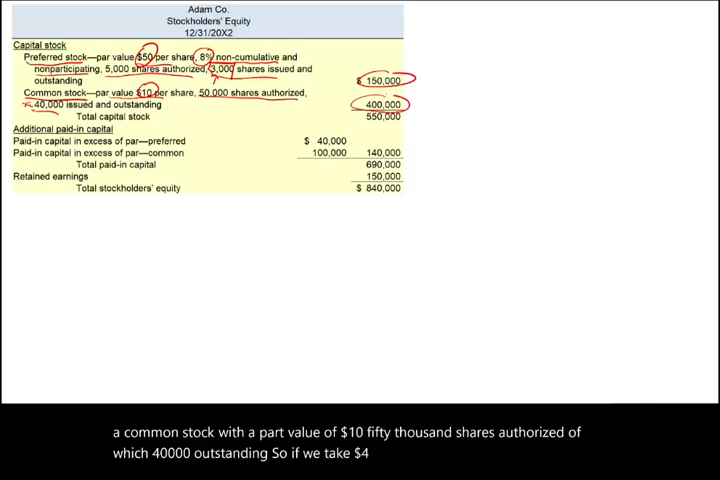 Adam Co.
Stockholders' Equity
12/31/20X2
Capital stock
Preferred stock—par value $50 per share, 8% non-cumulative and
nonparticipating, 5,000 shares authorized, 3,000 shares issued and
outstanding $ 150,000
Common stock—par value $10 per share, 50,000 shares authorized,
40,000 issued and outstanding 400,000
Total capital stock 550,000
Additional paid-in capital
Paid-in capital in excess of par—preferred $ 40,000
Paid-in capital in excess of par—common 100,000 140,000
Total paid-in capital 690,000
Retained earnings 150,000
Total stockholders' equity $ 840,000
a common stock with a part value of $10 fifty thousand shares authorized of
which 40000 outstanding So if we take $4